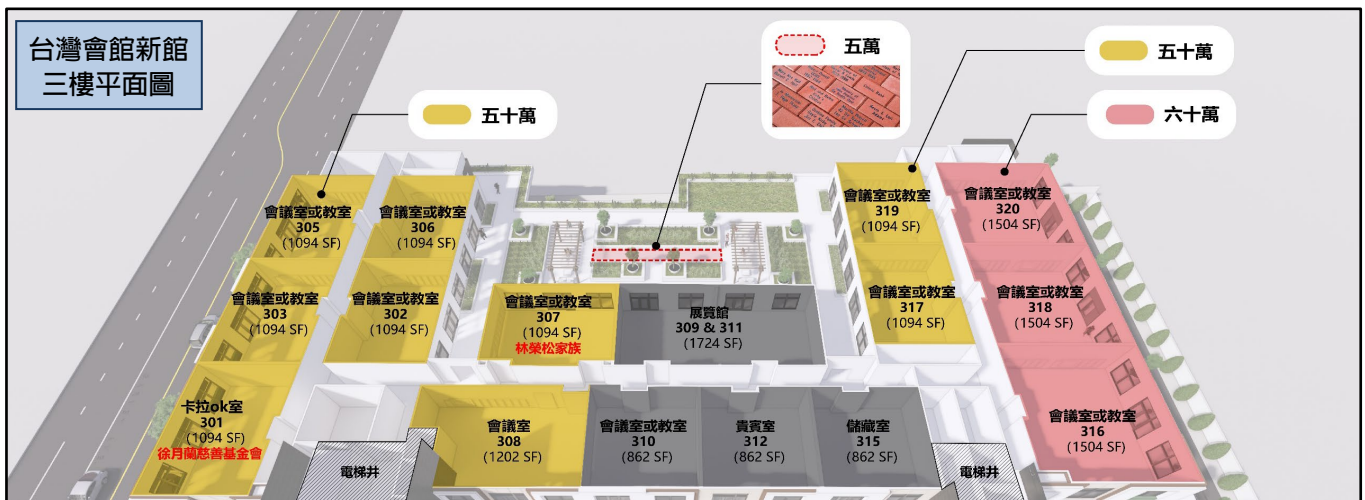 台灣會館新館
三樓平面圖
五十萬
五萬
五十萬
六十萬
會議室或教室
305
(1094 SF)
會議室或教室
306
(1094 SF)
會議室或教室
319
(1094 SF)
會議室或教室
320
(1504 SF)
會議室或教室
303
(1094 SF)
會議室或教室
302
(1094 SF)
會議室或教室
307
(1094 SF)
林榮松家族
展覽館
309 & 311
(1724 SF)
會議室或教室
317
(1094 SF)
會議室或教室
318
(1504 SF)
卡拉ok室
301
(1094 SF)
徐月蘭慈善基金會
會議室
308
(1202 SF)
會議室或教室
310
(862 SF)
貴賓室
312
(862 SF)
儲藏室
315
(862 SF)
會議室或教室
316
(1504 SF)
電梯井
電梯井